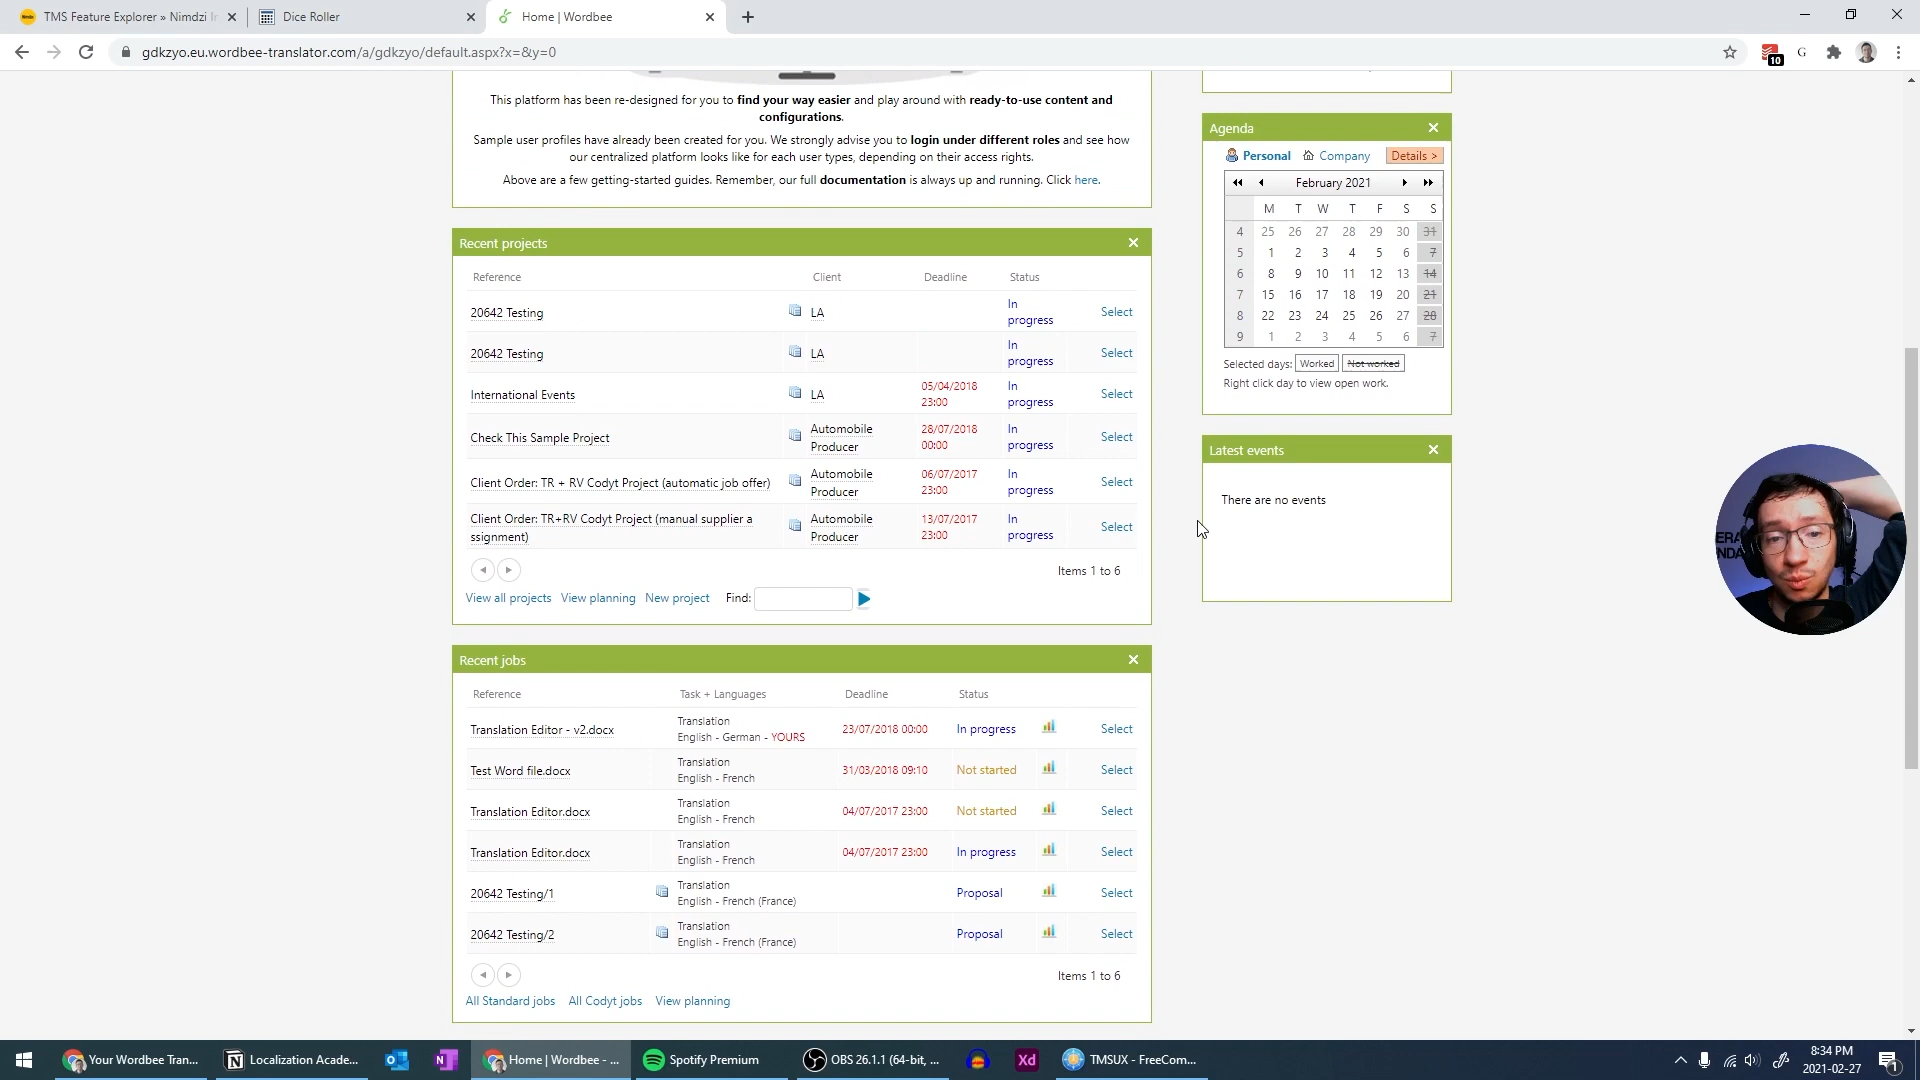 TMS Feature Explorer » Nimdzi In
Dice Roller
Home | Wordbee
gdkzyo.eu.wordbee-translator.com/a/gdkzyo/default.aspx?x=&y=0
10
G
This platform has been re-designed for you to find your way easier and play around with ready-to-use content and
configurations.
Sample user profiles have already been created for you. We strongly advise you to login under different roles and see how
our centralized platform looks like for each user types, depending on their access rights.
Above are a few getting-started guides. Remember, our full documentation is always up and running. Click here.
Recent projects
Reference Client Deadline Status
20642 Testing LA In progress Select
20642 Testing LA In progress Select
International Events LA 05/04/2018 23:00 In progress Select
Check This Sample Project Automobile Producer 28/07/2018 00:00 In progress Select
Client Order: TR + RV Codyt Project (automatic job offer) Automobile Producer 06/07/2017 23:00 In progress Select
Client Order: TR+RV Codyt Project (manual supplier a
ssignment) Automobile Producer 13/07/2017 23:00 In progress Select
Items 1 to 6
View all projects View planning New project Find:
Recent jobs
Reference Task + Languages Deadline Status
Translation Editor - v2.docx Translation English - German - YOURS 23/07/2018 00:00 In progress Select
Test Word file.docx Translation English - French 31/03/2018 09:10 Not started Select
Translation Editor.docx Translation English - French 04/07/2017 23:00 Not started Select
Translation Editor.docx Translation English - French 04/07/2017 23:00 In progress Select
20642 Testing/1 Translation English - French (France) Proposal Select
20642 Testing/2 Translation English - French (France) Proposal Select
Items 1 to 6
All Standard jobs All Codyt jobs View planning
Agenda
Personal Company Details >
February 2021
M T W T F S S
4 25 26 27 28 29 30 31
5 1 2 3 4 5 6 7
6 8 9 10 11 12 13 14
7 15 16 17 18 19 20 21
8 22 23 24 25 26 27 28
9 1 2 3 4 5 6 7
Selected days: Worked Not worked
Right click day to view open work.
Latest events
There are no events
Your Wordbee Tran...
Localization Acade...
Home | Wordbee - ...
Spotify Premium
OBS 26.1.1 (64-bit, ...
Xd
TMSUX - FreeCom...
8:34 PM
2021-02-27
1